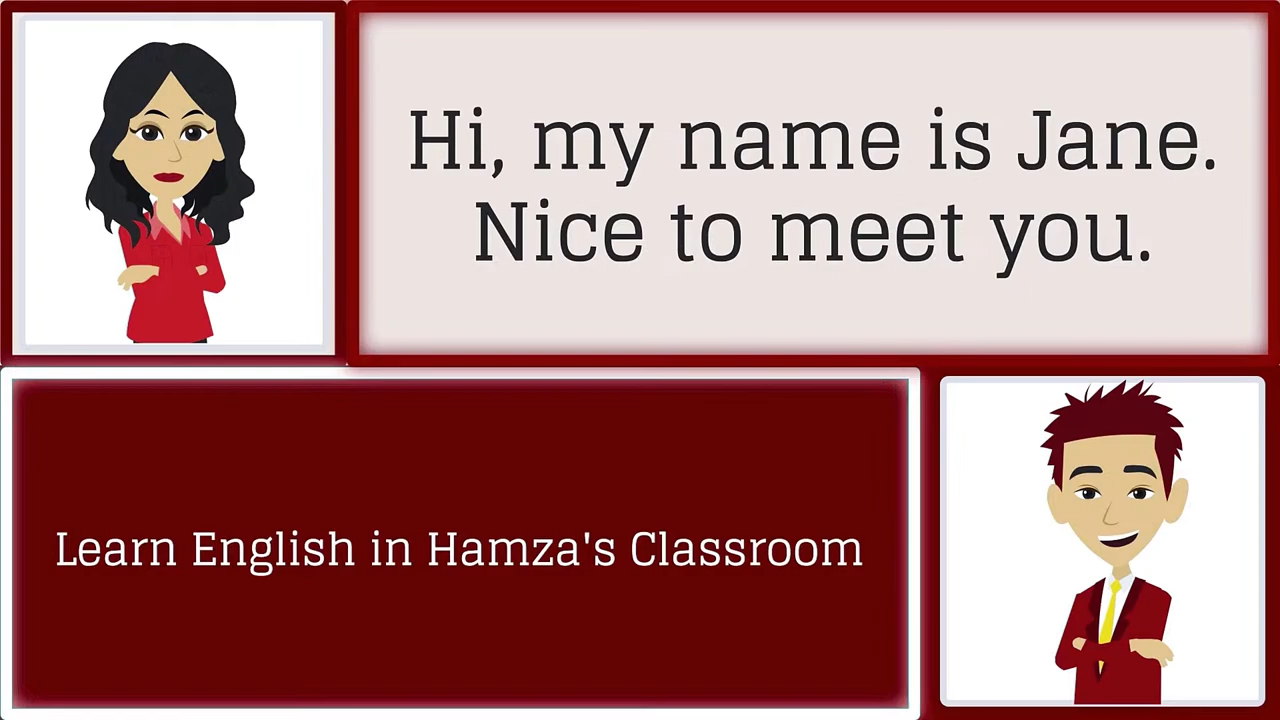 Hi, my name is Jane.
Nice to meet you.
Learn English in Hamza's Classroom